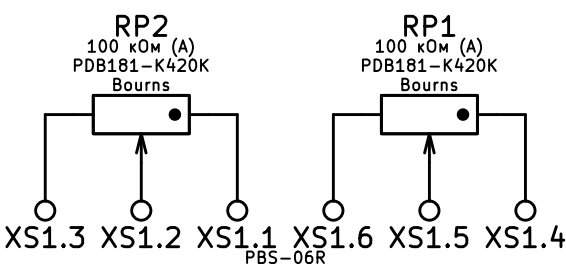 RP2
100 кОм (А)
PDB181-K420K
Bourns
RP1
100 кОм (А)
PDB181-K420K
Bourns
XS1.3 XS1.2 XS1.1 XS1.6 XS1.5 XS1.4
PBS-06R